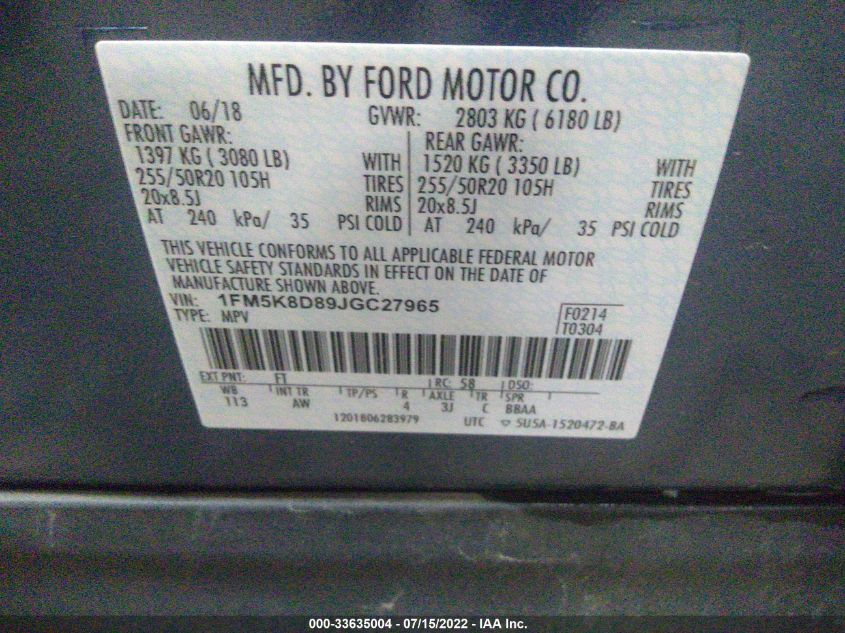 MFD. BY FORD MOTOR CO.
DATE: 06/18 GVWR: 2803 KG ( 6180 LB)
FRONT GAWR: REAR GAWR:
1397 KG ( 3080 LB) WITH 1520 KG ( 3350 LB) WITH
255/50R20 105H TIRES 255/50R20 105H TIRES
20x8.5J RIMS 20x8.5J RIMS
AT 240 kPa/ 35 PSI COLD AT 240 kPa/ 35 PSI COLD
THIS VEHICLE CONFORMS TO ALL APPLICABLE FEDERAL MOTOR
VEHICLE SAFETY STANDARDS IN EFFECT ON THE DATE OF
MANUFACTURE SHOWN ABOVE.
VIN: 1FM5K8D89JGC27965 F0214
TYPE: MPV T0304
EXT PNT: FT RC: 58 DSO:
WB INT TR TP/PS R AXLE TR SPR
113 AW 4 3J C BBAA
1201806283979 UTC 5U5A-1520472-BA
000-33635004 - 07/15/2022 - IAA Inc.